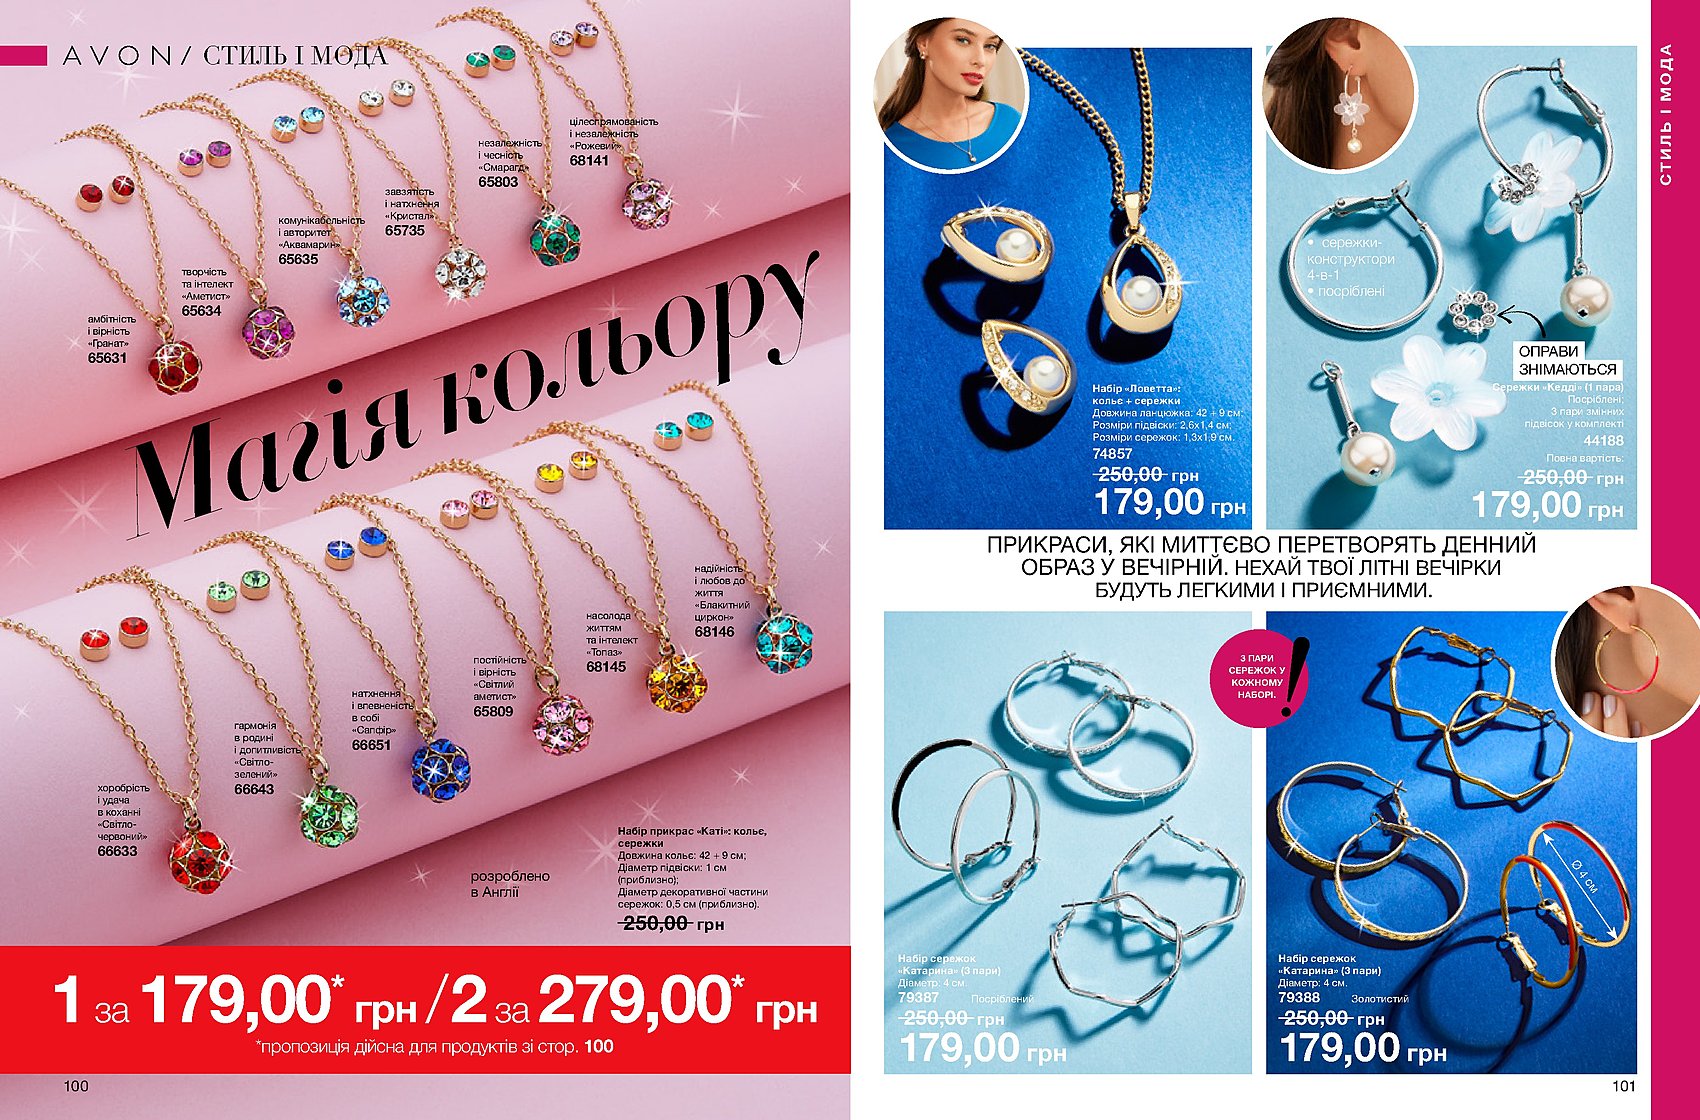 AVON / СТИЛЬ І МОДА
цілеспрямованість
і незалежність
«Рожевий»
68141
незалежність
і чесність
«Смарагд»
65803
завзятість
і натхнення
«Кристал»
65735
комунікабельність
і авторитет
«Аквамарин»
65635
творчість
та інтелект
«Аметист»
65634
амбітність
і вірність
«Гранат»
65631
Магія кольору
надійність
і любов до
життя
«Блакитний
циркон»
68146
насолода
життям
та інтелект
«Топаз»
68145
постійність
і вірність
«Світлий
аметист»
65809
натхнення
і впевненість
в собі
«Сапфір»
66651
гармонія
в родині
і допитливість
«Світло-
зелений»
66643
хоробрість
і удача
в коханні
«Світло-
червоний»
66633
розроблено
в Англії
Набір прикрас «Каті»: кольє,
сережки
Довжина кольє: 42 + 9 см;
Діаметр підвіски: 1 см
(приблизно);
Діаметр декоративної частини
сережок: 0,5 см (приблизно).
250,00 грн
1 за 179,00* грн / 2 за 279,00* грн
*пропозиція дійсна для продуктів зі стор. 100
100
СТИЛЬ І МОДА
Набір «Ловетта»:
кольє + сережки
Довжина ланцюжка: 42 + 9 см;
Розміри підвіски: 2,6х1,4 см;
Розміри сережок: 1,3х1,9 см.
74857
250,00 грн
179,00 грн
• сережки-
конструктори
4-в-1
• посріблені
ОПРАВИ
ЗНІМАЮТЬСЯ
Сережки «Кедді» (1 пара)
Посріблені;
3 пари змінних
підвісок у комплекті
44188
Повна вартість:
250,00 грн
179,00 грн
ПРИКРАСИ, ЯКІ МИТТЄВО ПЕРЕТВОРЯТЬ ДЕННИЙ
ОБРАЗ У ВЕЧІРНІЙ. НЕХАЙ ТВОЇ ЛІТНІ ВЕЧІРКИ
БУДУТЬ ЛЕГКИМИ І ПРИЄМНИМИ.
3 ПАРИ
СЕРЕЖОК У
КОЖНОМУ
НАБОРІ.
!
Набір сережок
«Катарина» (3 пари)
Діаметр: 4 см.
79387 Посріблений
250,00 грн
179,00 грн
Ø 4 см
Набір сережок
«Катарина» (3 пари)
Діаметр: 4 см.
79388 Золотистий
250,00 грн
179,00 грн
101